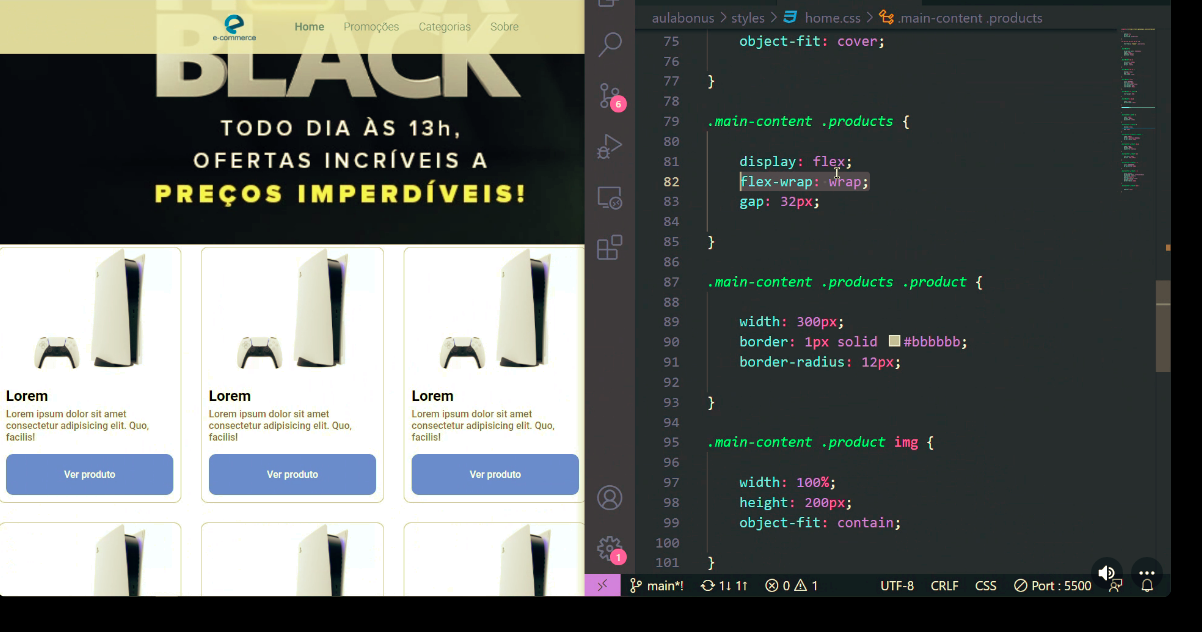 HORA
e-commerce
Home Promoções Categorias Sobre
BLACK
TODO DIA ÀS 13h,
OFERTAS INCRÍVEIS A
PREÇOS IMPERDÍVEIS!
Lorem
Lorem ipsum dolor sit amet
consectetur adipisicing elit. Quo,
facilis!
Ver produto
Lorem
Lorem ipsum dolor sit amet
consectetur adipisicing elit. Quo,
facilis!
Ver produto
Lorem
Lorem ipsum dolor sit amet
consectetur adipisicing elit. Quo,
facilis!
Ver produto
6
1
aulabonus > styles > home.css > .main-content .products
75 object-fit: cover;
76
77 }
78
79 .main-content .products {
80
81 display: flex;
82 flex-wrap: wrap;
83 gap: 32px;
84
85 }
86
87 .main-content .products .product {
88
89 width: 300px;
90 border: 1px solid #bbbbbb;
91 border-radius: 12px;
92
93 }
94
95 .main-content .product img {
96
97 width: 100%;
98 height: 200px;
99 object-fit: contain;
100
101 }
main*! 1↓ 1↑ 0 1 UTF-8 CRLF CSS Port : 5500